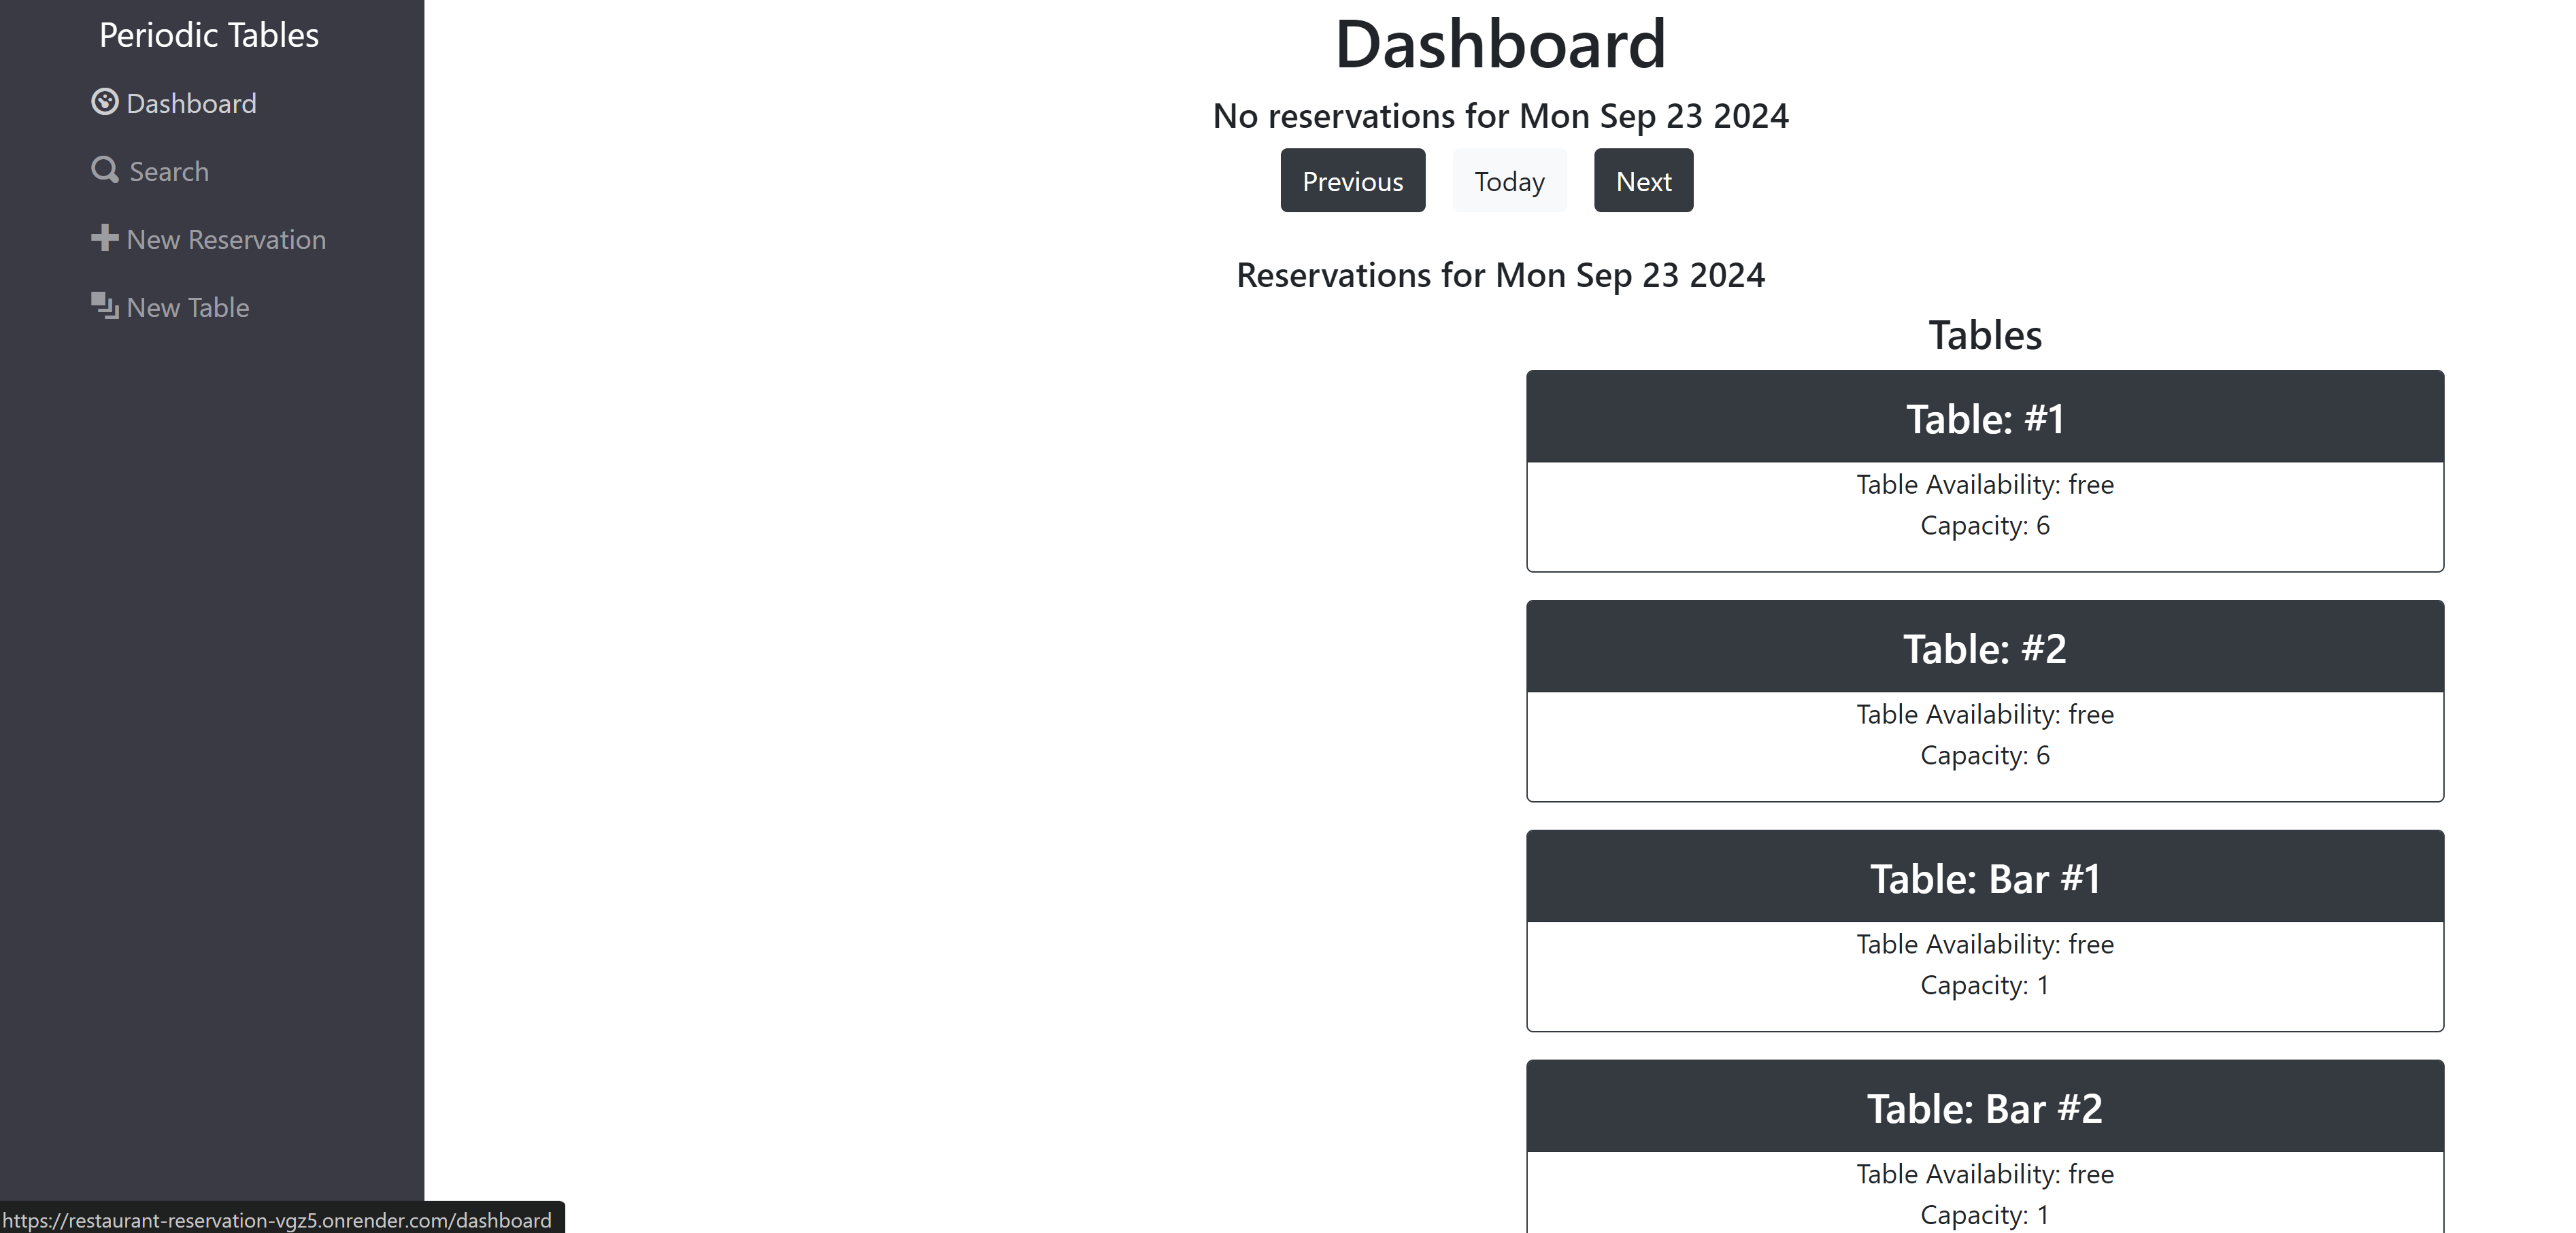 Periodic Tables
Dashboard
Search
New Reservation
New Table
Dashboard
No reservations for Mon Sep 23 2024
Previous Today Next
Reservations for Mon Sep 23 2024
Tables
Table: #1
Table Availability: free
Capacity: 6
Table: #2
Table Availability: free
Capacity: 6
Table: Bar #1
Table Availability: free
Capacity: 1
Table: Bar #2
Table Availability: free
Capacity: 1
https://restaurant-reservation-vgz5.onrender.com/dashboard